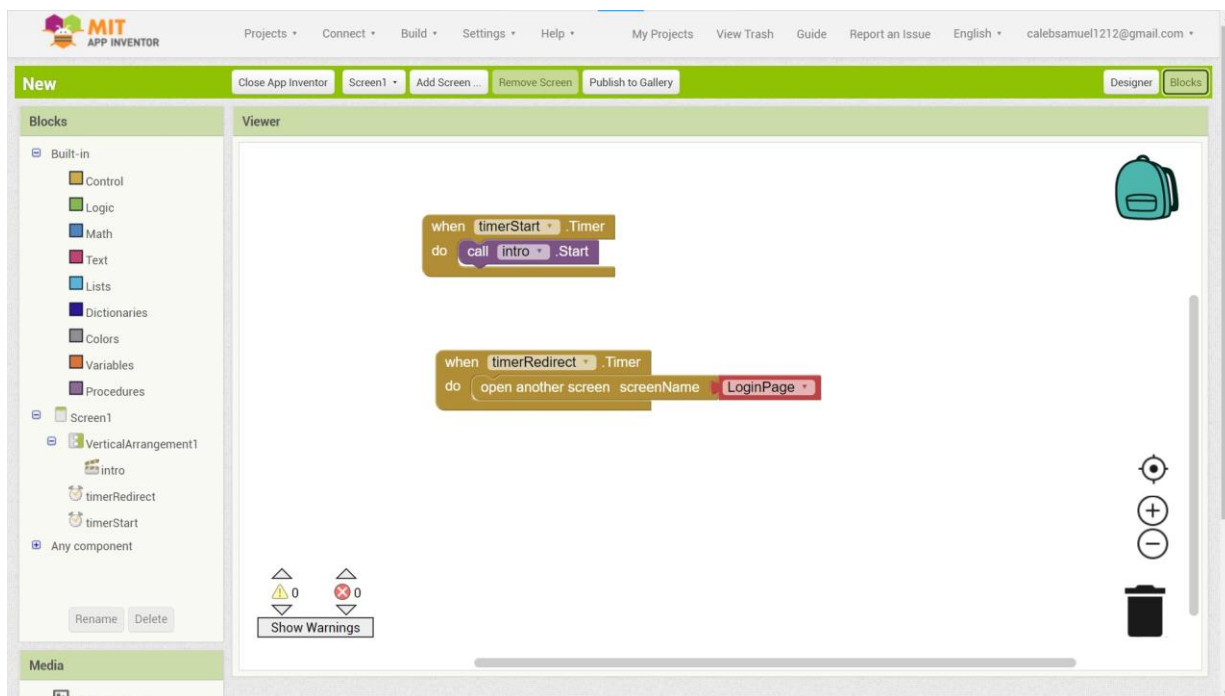 MIT
APP INVENTOR
Projects Connect Build Settings Help My Projects View Trash Guide Report an Issue English calebsamuel1212@gmail.com
New Close App Inventor Screen1 Add Screen ... Remove Screen Publish to Gallery Designer Blocks
Blocks
Built-in
Control
Logic
Math
Text
Lists
Dictionaries
Colors
Variables
Procedures
Screen1
VerticalArrangement1
intro
timerRedirect
timerStart
Any component
Rename Delete
Media
Viewer
when timerStart .Timer
do call intro .Start
when timerRedirect .Timer
do open another screen screenName LoginPage
0 0
Show Warnings